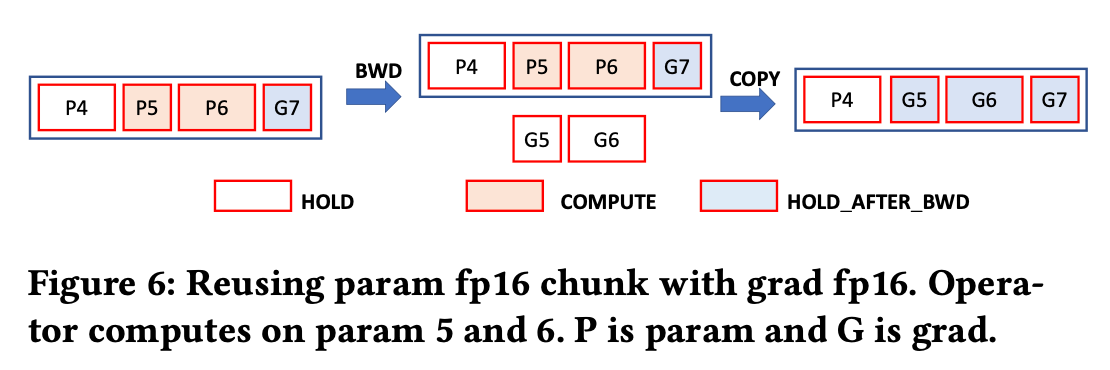 P4 P5 P6 G7
BWD
P4 P5 P6 G7
G5 G6
COPY
P4 G5 G6 G7
HOLD COMPUTE HOLD_AFTER_BWD
Figure 6: Reusing param fp16 chunk with grad fp16. Opera-
tor computes on param 5 and 6. P is param and G is grad.